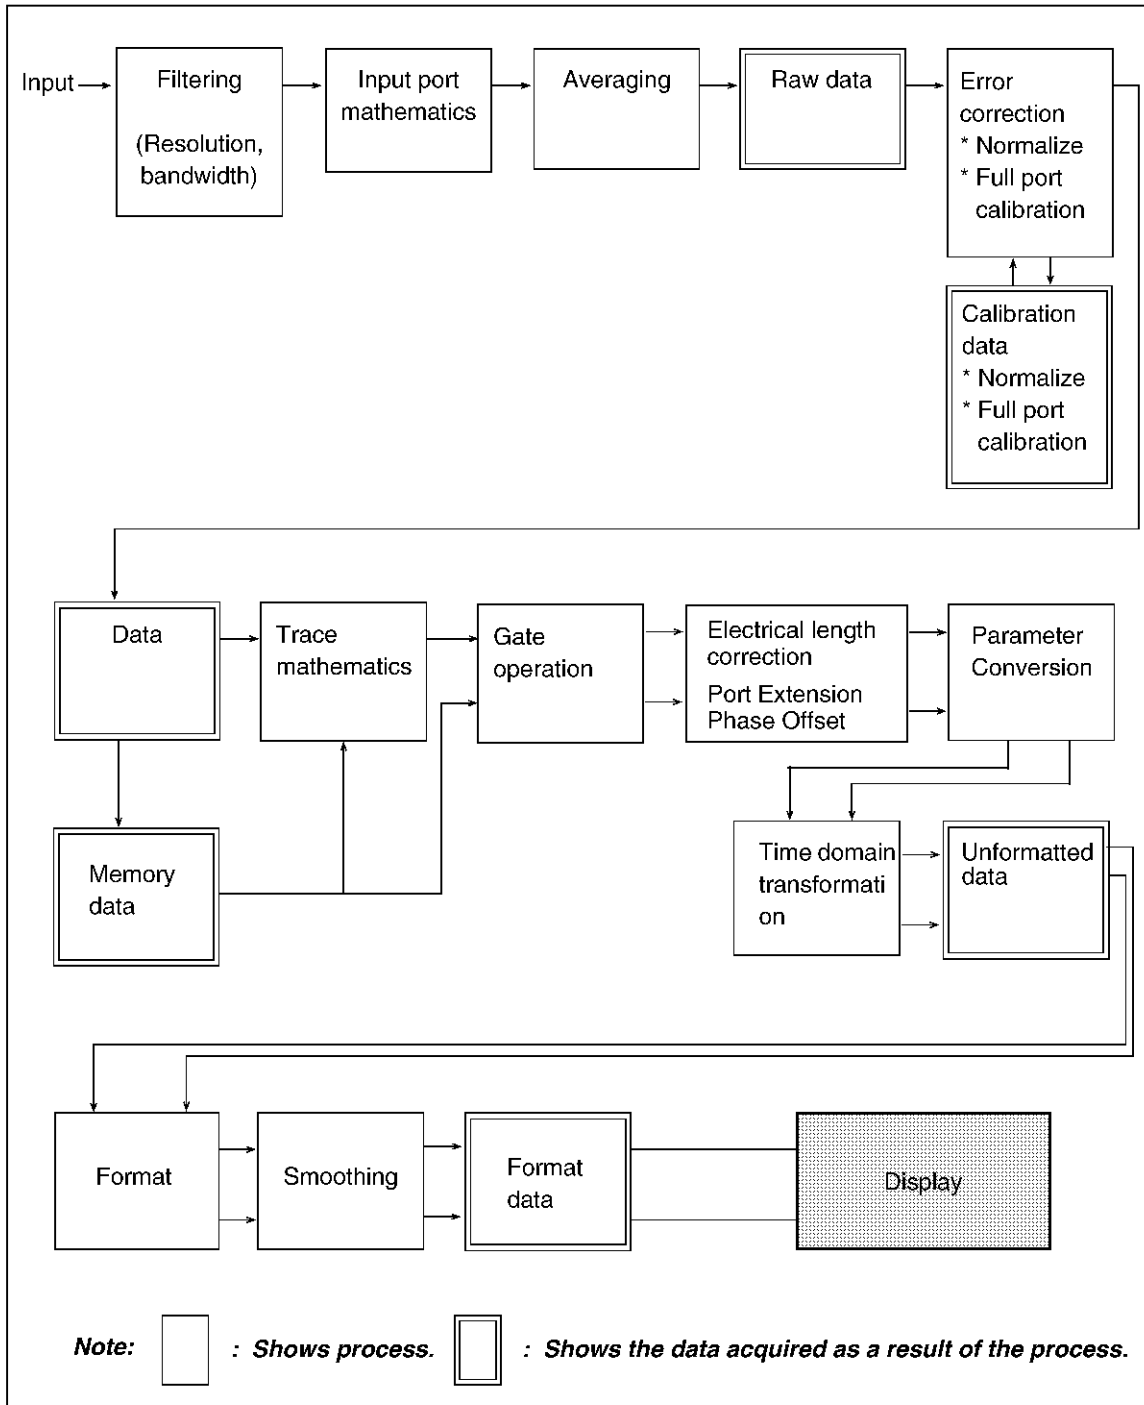 Input
Filtering
(Resolution,
bandwidth)
Input port
mathematics
Averaging
Raw data
Error
correction
* Normalize
* Full port
calibration
Calibration
data
* Normalize
* Full port
calibration
Data
Trace
mathematics
Gate
operation
Electrical length
correction
Port Extension
Phase Offset
Parameter
Conversion
Memory
data
Time domain
transformati
on
Unformatted
data
Format
Smoothing
Format
data
Display
Note:
: Shows process.
: Shows the data acquired as a result of the process.